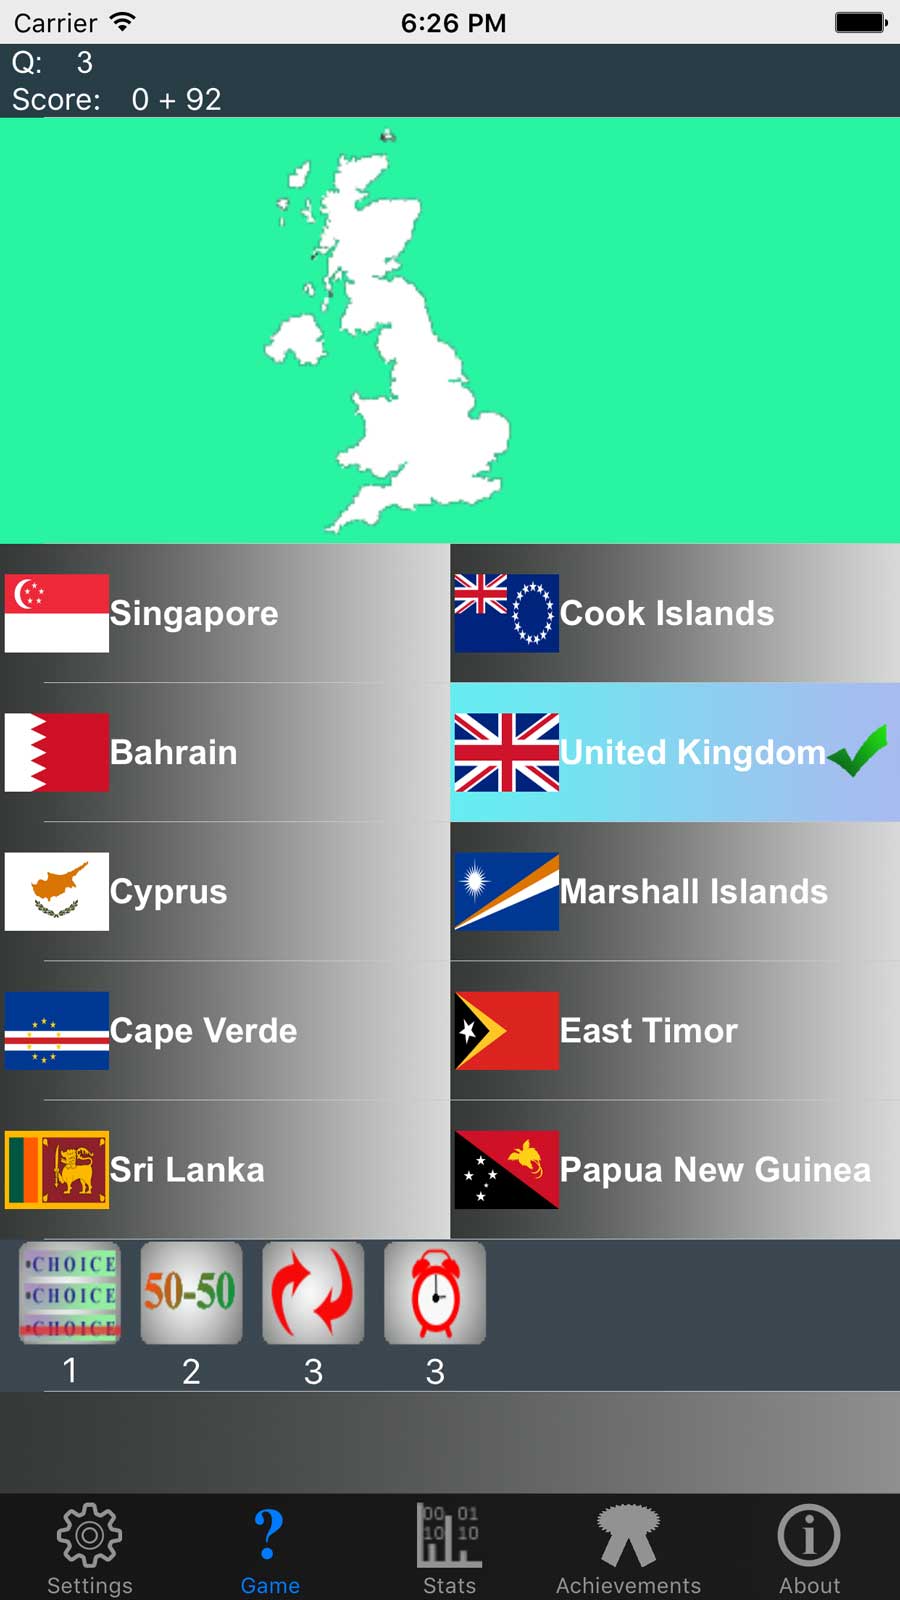 Carrier 6:26 PM
Q: 3
Score: 0 + 92
Singapore Cook Islands
Bahrain United Kingdom
Cyprus Marshall Islands
Cape Verde East Timor
Sri Lanka Papua New Guinea
•CHOICE
•CHOICE
•CHOICE
50-50
1 2 3 3
00 01
10 10
Settings Game Stats Achievements About